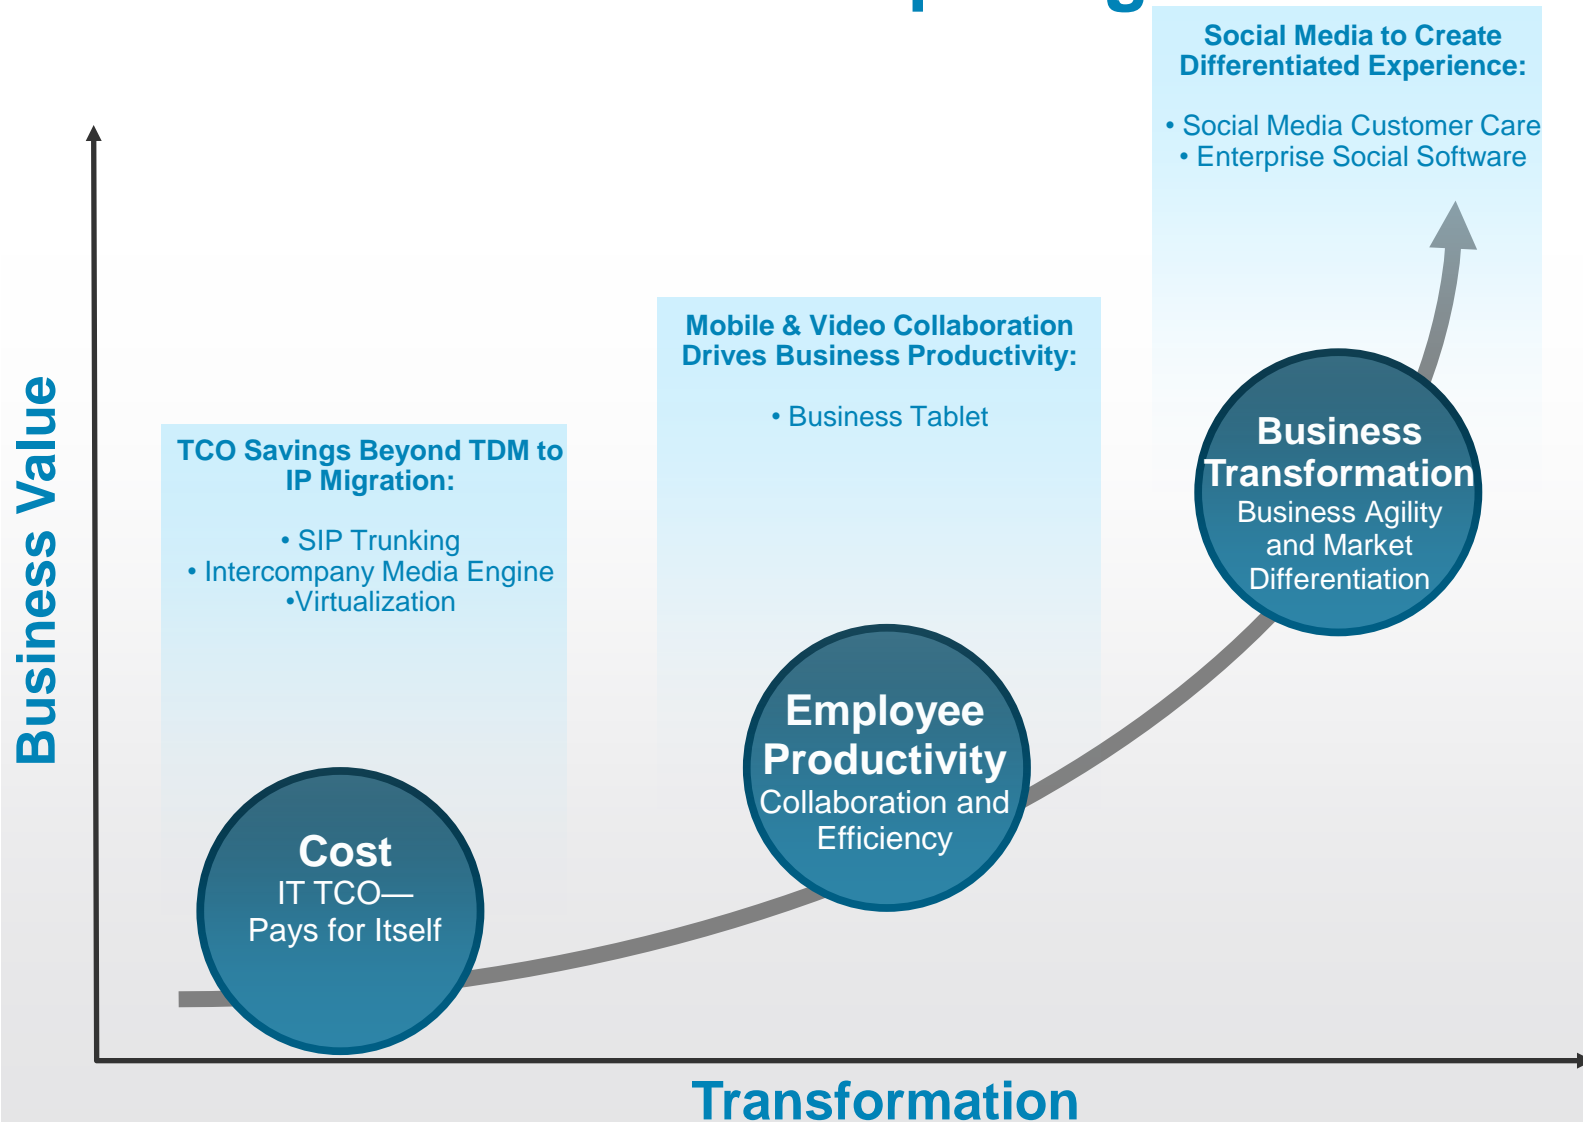 Social Media to Create
Differentiated Experience:
• Social Media Customer Care
• Enterprise Social Software
Mobile & Video Collaboration
Drives Business Productivity:
• Business Tablet
TCO Savings Beyond TDM to
IP Migration:
• SIP Trunking
• Intercompany Media Engine
•Virtualization
Business Value
Business
Transformation
Business Agility
and Market
Differentiation
Employee
Productivity
Collaboration and
Efficiency
Cost
IT TCO—
Pays for Itself
Transformation